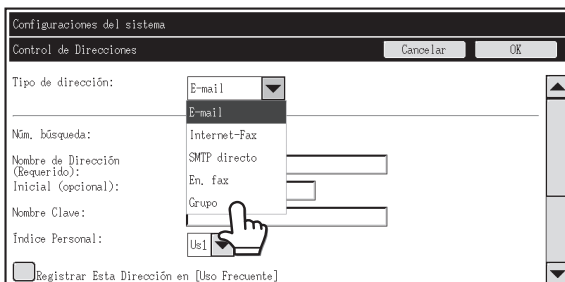 Configuraciones del sistema
Control de Direcciones Cancelar OK
Tipo de dirección: E-mail
E-mail
Internet-Fax
Núm. búsqueda:
SMTP directo
Nombre de Dirección
(Requerido):
En. fax
Inicial (opcional):
Grupo
Nombre Clave:
Índice Personal: Us1
Registrar Esta Dirección en [Uso Frecuente]